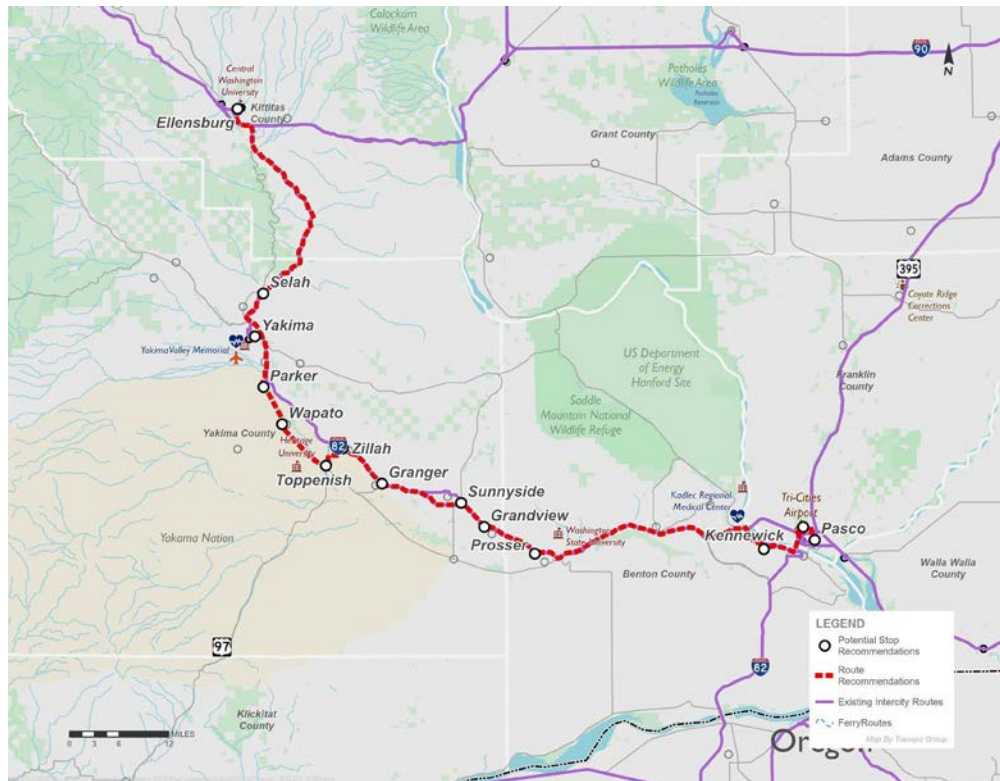 Colockum
Wildlife Area
90
N
Central
Washington
University
Kittitas
County
Ellensburg
Potholes
Wildlife Area
Potholes
Reservoir
Grant County
Adams County
395
Coyote Ridge
Corrections
Center
Selah
Yakima
Yakima Valley Memorial
US Department
of Energy
Hanford Site
Franklin
County
Parker
Saddle
Mountain National
Wildlife Refuge
Wapato
Yakima County
Heritage
University
82
Zillah
Toppenish
Granger
Sunnyside
Kadlec Regional
Medical Center
Tri-Cities
Airport
Grandview
Washington
State University
Pasco
Kennewick
Prosser
Yakama Nation
Benton County
Walla Walla
County
97
82
LEGEND
Potential Stop
Recommendations
Route
Recommendations
Existing Intercity Routes
FerryRoutes
Map By Transpo Group
Klickitat
County
MILES
0 3 6 12
Oregon